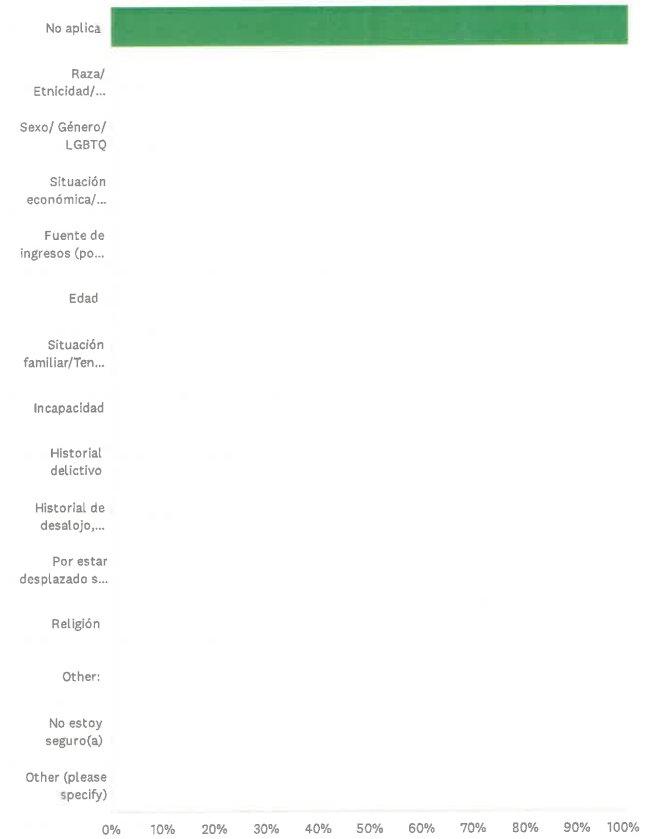 No aplica
Raza/
Etnicidad/...
Sexo/ Género/
LGBTQ
Situación
económica/...
Fuente de
ingresos (po...
Edad
Situación
familiar/Ten...
Incapacidad
Historial
delictivo
Historial de
desalojo,...
Por estar
desplazado s...
Religión
Other:
No estoy
seguro(a)
Other (please
specify)
0% 10% 20% 30% 40% 50% 60% 70% 80% 90% 100%